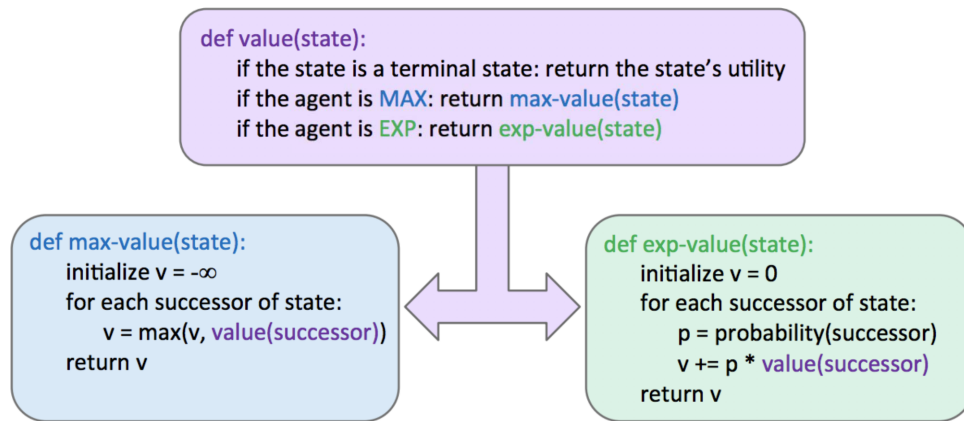 def value(state):
if the state is a terminal state: return the state’s utility
if the agent is MAX: return max-value(state)
if the agent is EXP: return exp-value(state)
def max-value(state):
initialize v = -∞
for each successor of state:
v = max(v, value(successor))
return v
def exp-value(state):
initialize v = 0
for each successor of state:
p = probability(successor)
v += p * value(successor)
return v